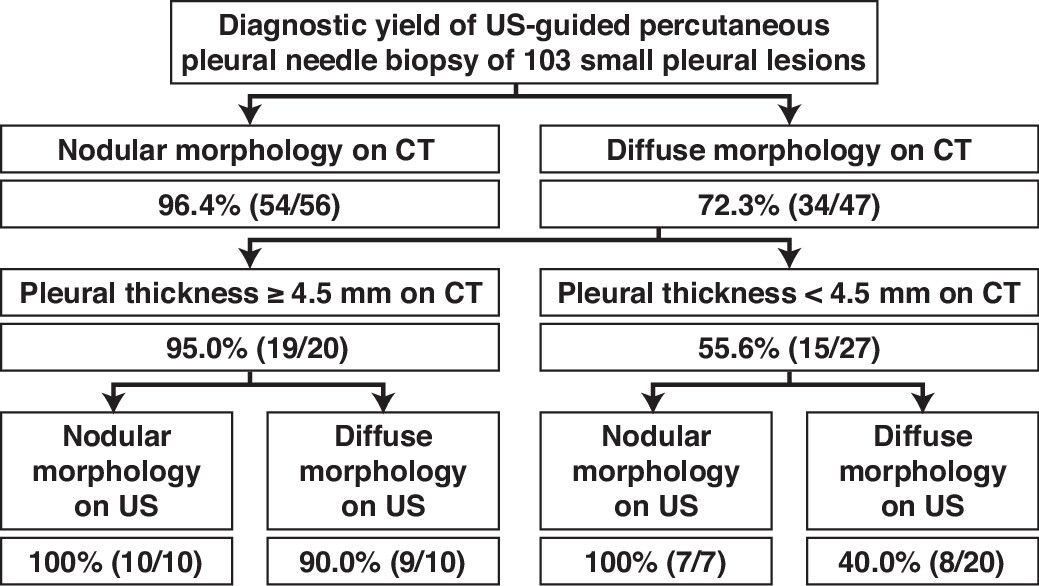 Diagnostic yield of US-guided percutaneous
pleural needle biopsy of 103 small pleural lesions
Nodular morphology on CT
Diffuse morphology on CT
96.4% (54/56)
72.3% (34/47)
Pleural thickness ≥ 4.5 mm on CT
Pleural thickness < 4.5 mm on CT
95.0% (19/20)
55.6% (15/27)
Nodular
morphology
on US
Diffuse
morphology
on US
Nodular
morphology
on US
Diffuse
morphology
on US
100% (10/10)
90.0% (9/10)
100% (7/7)
40.0% (8/20)